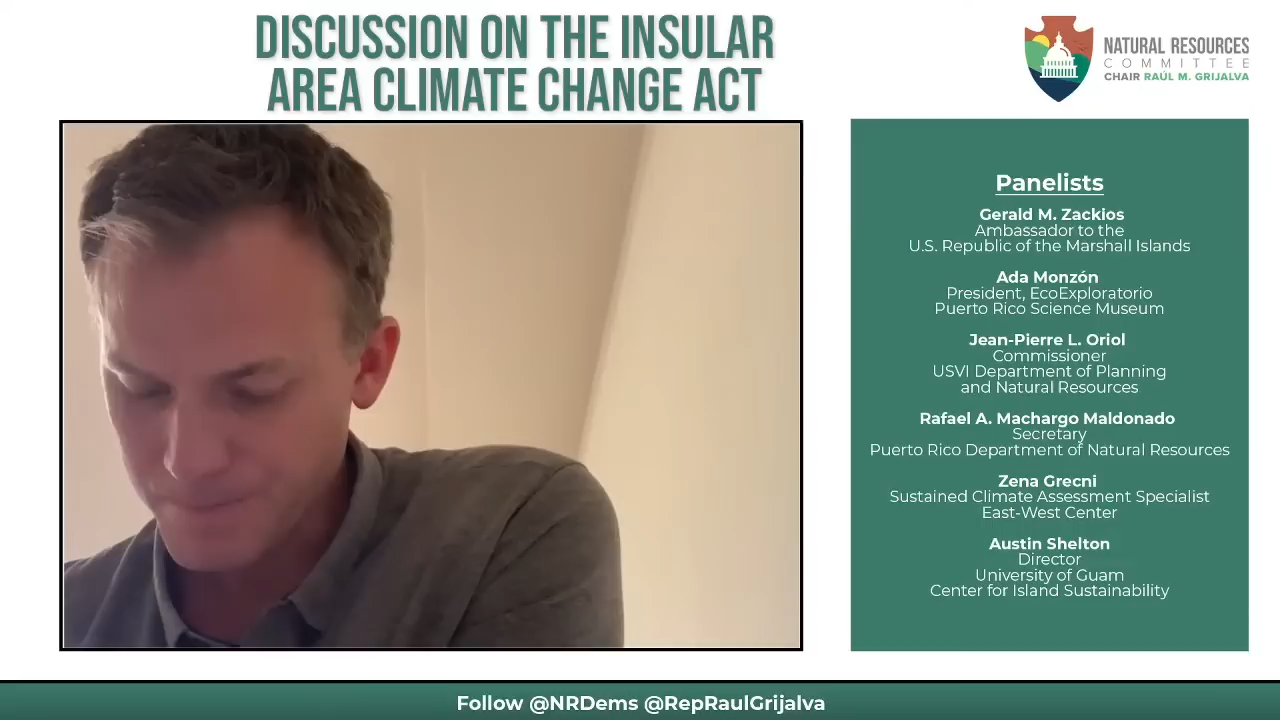 DISCUSSION ON THE INSULAR
AREA CLIMATE CHANGE ACT
NATURAL RESOURCES
COMMITTEE
CHAIR RAÚL M. GRIJALVA
Panelists
Gerald M. Zackios
Ambassador to the
U.S. Republic of the Marshall Islands
Ada Monzón
President, EcoExploratorio
Puerto Rico Science Museum
Jean-Pierre L. Oriol
Commissioner
USVI Department of Planning
and Natural Resources
Rafael A. Machargo Maldonado
Secretary
Puerto Rico Department of Natural Resources
Zena Grecni
Sustained Climate Assessment Specialist
East-West Center
Austin Shelton
Director
University of Guam
Center for Island Sustainability
Follow @NRDems @RepRaulGrijalva